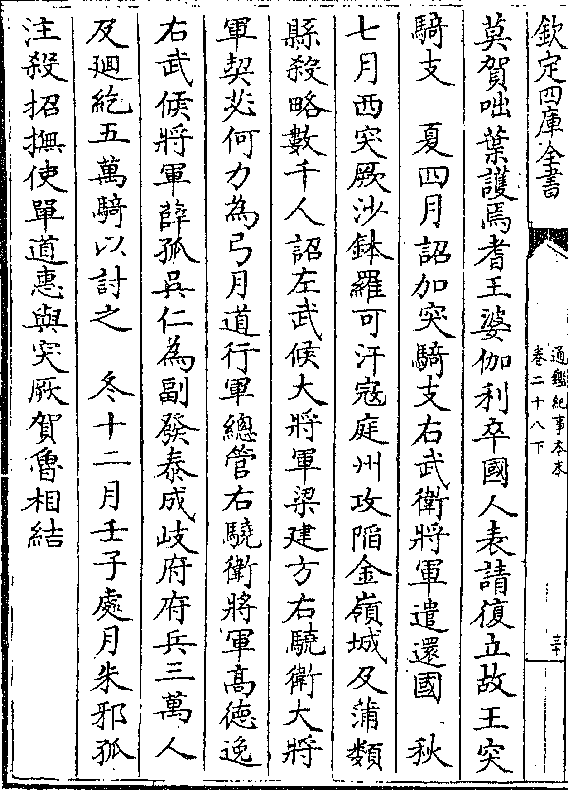 欽定四庫全書
通鑑紀事本末
卷二十八下
莫賀咄葉護焉耆王婆伽利卒國人表請復立故王突
騎支　夏四月詔加突騎支右武衛將軍遣還國　秋
七月西突厥沙鉢羅可汗寇庭州攻陷金嶺城及蒲類
縣殺略數千人詔左武候大將軍梁建方右驍衛大將
軍契苾何力為弓月道行軍總管右驍衛將軍髙德逸
右武候將軍薛孤吳仁為副發秦成岐府府兵三萬人
及廻紇五萬騎以討之　冬十二月壬子處月朱邪孤
注殺招撫使單道惠與突厥賀魯相結